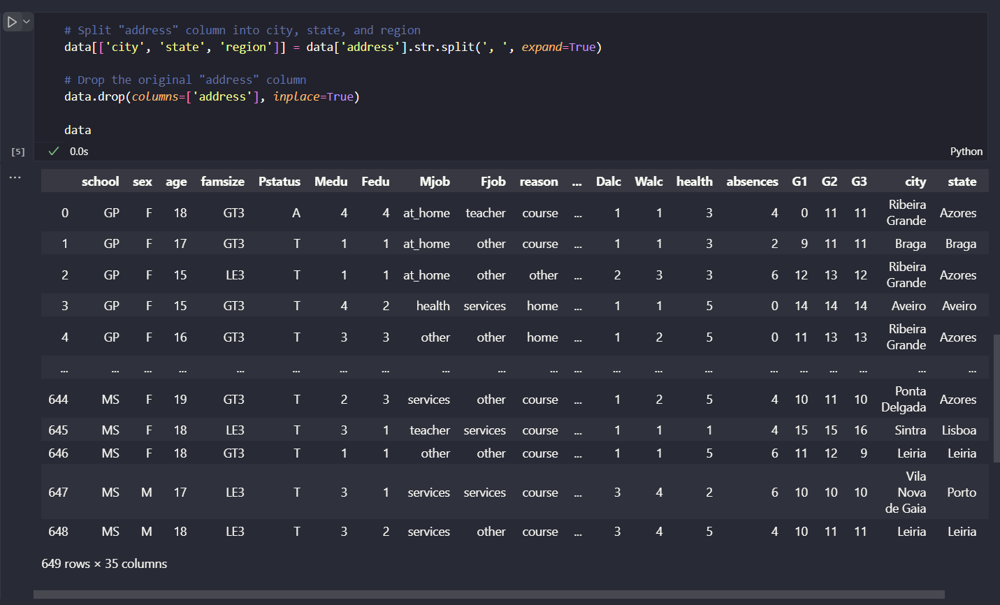 # Split "address" column into city, state, and region
data[['city', 'state', 'region']] = data['address'].str.split(', ', expand=True)
# Drop the original "address" column
data.drop(columns=['address'], inplace=True)
data
[5] 0.0s Python
... school sex age famsize Pstatus Medu Fedu Mjob Fjob reason ... Dalc Walc health absences G1 G2 G3 city state
0 GP F 18 GT3 A 4 4 at_home teacher course ... 1 1 3 4 0 11 11 Ribeira Grande Azores
1 GP F 17 GT3 T 1 1 at_home other course ... 1 1 3 2 9 11 11 Braga Braga
2 GP F 15 LE3 T 1 1 at_home other other ... 2 3 3 6 12 13 12 Ribeira Grande Azores
3 GP F 15 GT3 T 4 2 health services home ... 1 1 5 0 14 14 14 Aveiro Aveiro
4 GP F 16 GT3 T 3 3 other other home ... 1 2 5 0 11 13 13 Ribeira Grande Azores
... ... ... ... ... ... ... ... ... ... ... ... ... ... ... ... ... ... ... ... ...
644 MS F 19 GT3 T 2 3 services other course ... 1 2 5 4 10 11 10 Ponta Delgada Azores
645 MS F 18 LE3 T 3 1 teacher services course ... 1 1 1 4 15 15 16 Sintra Lisboa
646 MS F 18 GT3 T 1 1 other other course ... 1 1 5 6 11 12 9 Leiria Leiria
647 MS M 17 LE3 T 3 1 services services course ... 3 4 2 6 10 10 10 Vila Nova de Gaia Porto
648 MS M 18 LE3 T 3 2 services other course ... 3 4 5 4 10 11 11 Leiria Leiria
649 rows × 35 columns